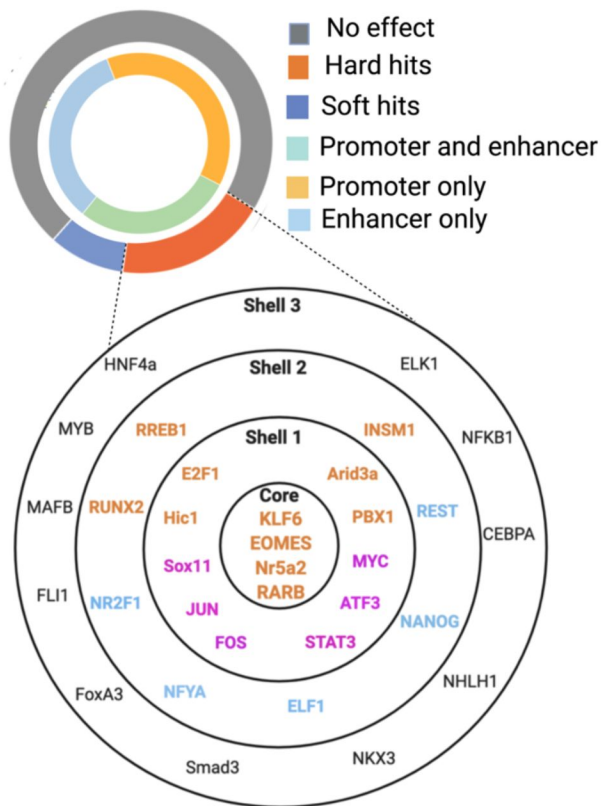 No effect
Hard hits
Soft hits
Promoter and enhancer
Promoter only
Enhancer only
Shell 3
HNF4a
ELK1
Shell 2
MYB
RREB1
INSM1
NFKB1
Shell 1
E2F1
Arid3a
Core
MAFB
RUNX2
Hic1
KLF6
PBX1
REST
EOMES
CEBPA
Sox11
Nr5a2
MYC
FLI1
NR2F1
JUN
RARB
ATF3
NANOG
FOS
STAT3
FoxA3
NFYA
ELF1
NHLH1
Smad3
NKX3